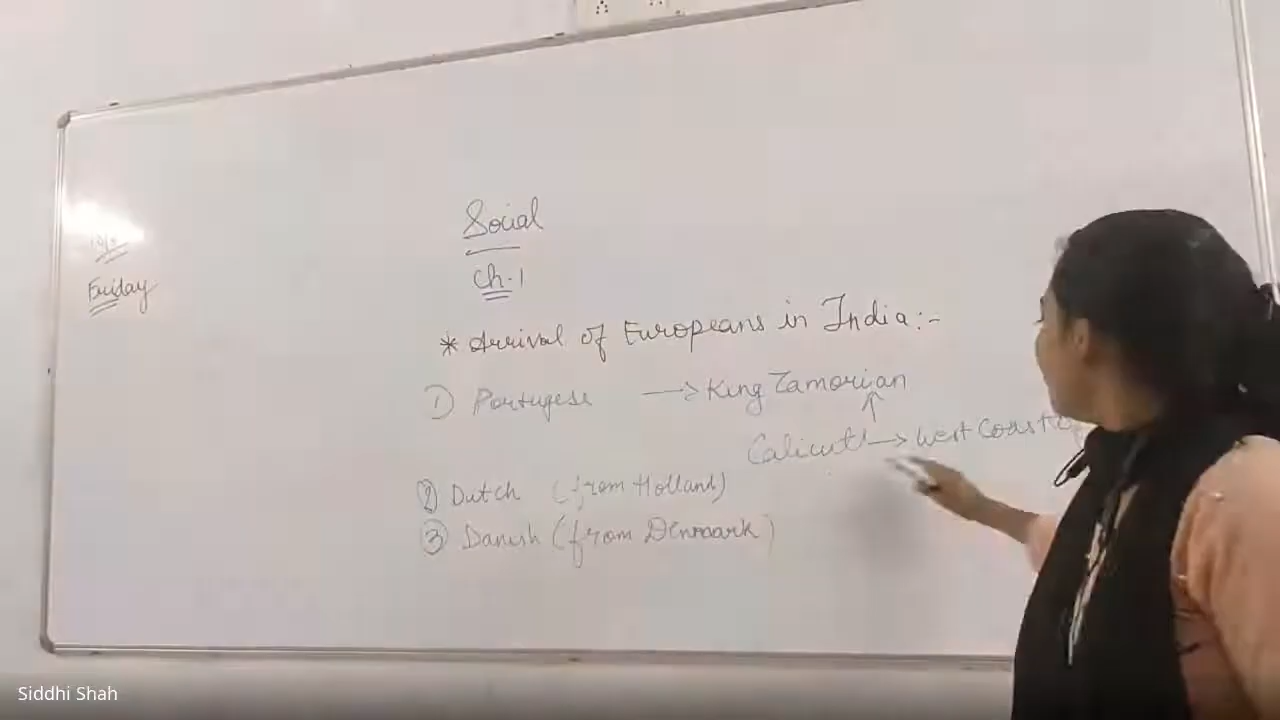 Friday
Social
Ch-1
* Arrival of Europeans in India:-
1) Portugese → King Zamorian
↑
Calicut → West Coast of
2) Dutch (from Holland)
3) Danish (from Denmark)
Siddhi Shah